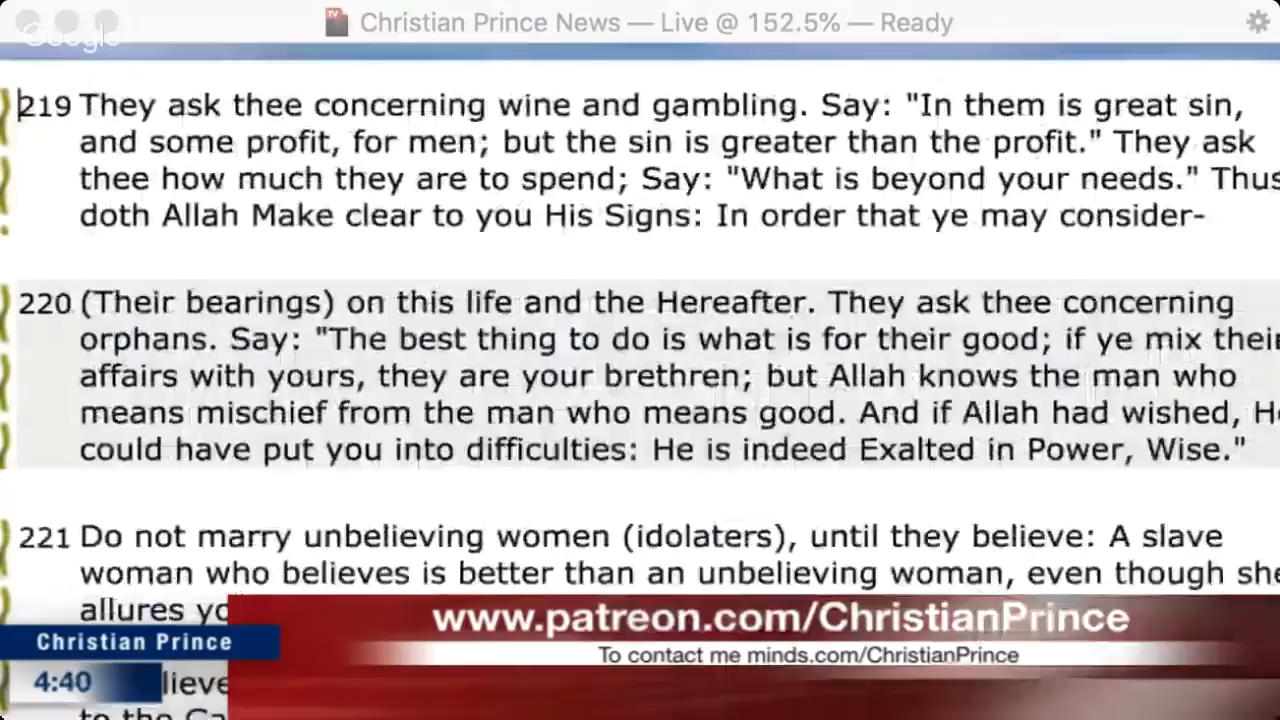 Christian Prince News — Live @ 152.5% — Ready
Google
219 They ask thee concerning wine and gambling. Say: "In them is great sin,
and some profit, for men; but the sin is greater than the profit." They ask
thee how much they are to spend; Say: "What is beyond your needs." Thus
doth Allah Make clear to you His Signs: In order that ye may consider-
220 (Their bearings) on this life and the Hereafter. They ask thee concerning
orphans. Say: "The best thing to do is what is for their good; if ye mix their
affairs with yours, they are your brethren; but Allah knows the man who
means mischief from the man who means good. And if Allah had wished, He
could have put you into difficulties: He is indeed Exalted in Power, Wise."
221 Do not marry unbelieving women (idolaters), until they believe: A slave
woman who believes is better than an unbelieving woman, even though she
allures
www.patreon.com/ChristianPrince
Christian Prince
To contact me minds.com/ChristianPrince
4:40
to the